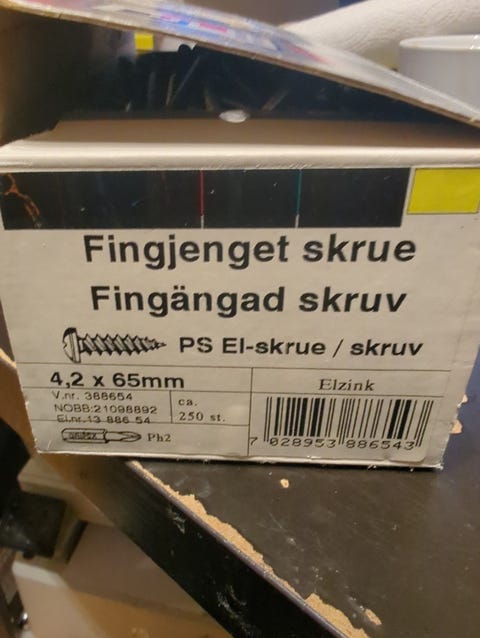 Fingjenget skrue
Fingängad skruv
PS El-skrue / skruv
4,2 x 65mm
Elzink
V.nr. 388654
NOBB:21098892
El.nr.13 886 54
ca.
250 st.
Ph2
7 028953 886543